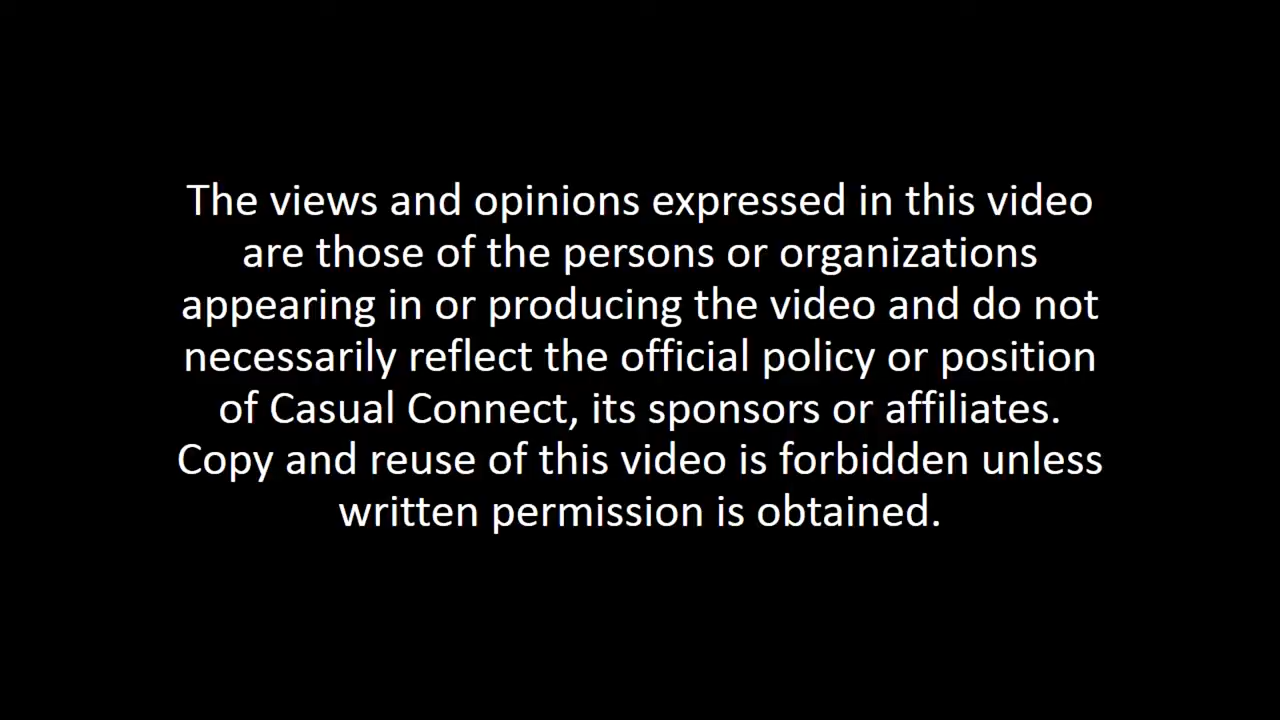 The views and opinions expressed in this video
are those of the persons or organizations
appearing in or producing the video and do not
necessarily reflect the official policy or position
of Casual Connect, its sponsors or affiliates.
Copy and reuse of this video is forbidden unless
written permission is obtained.